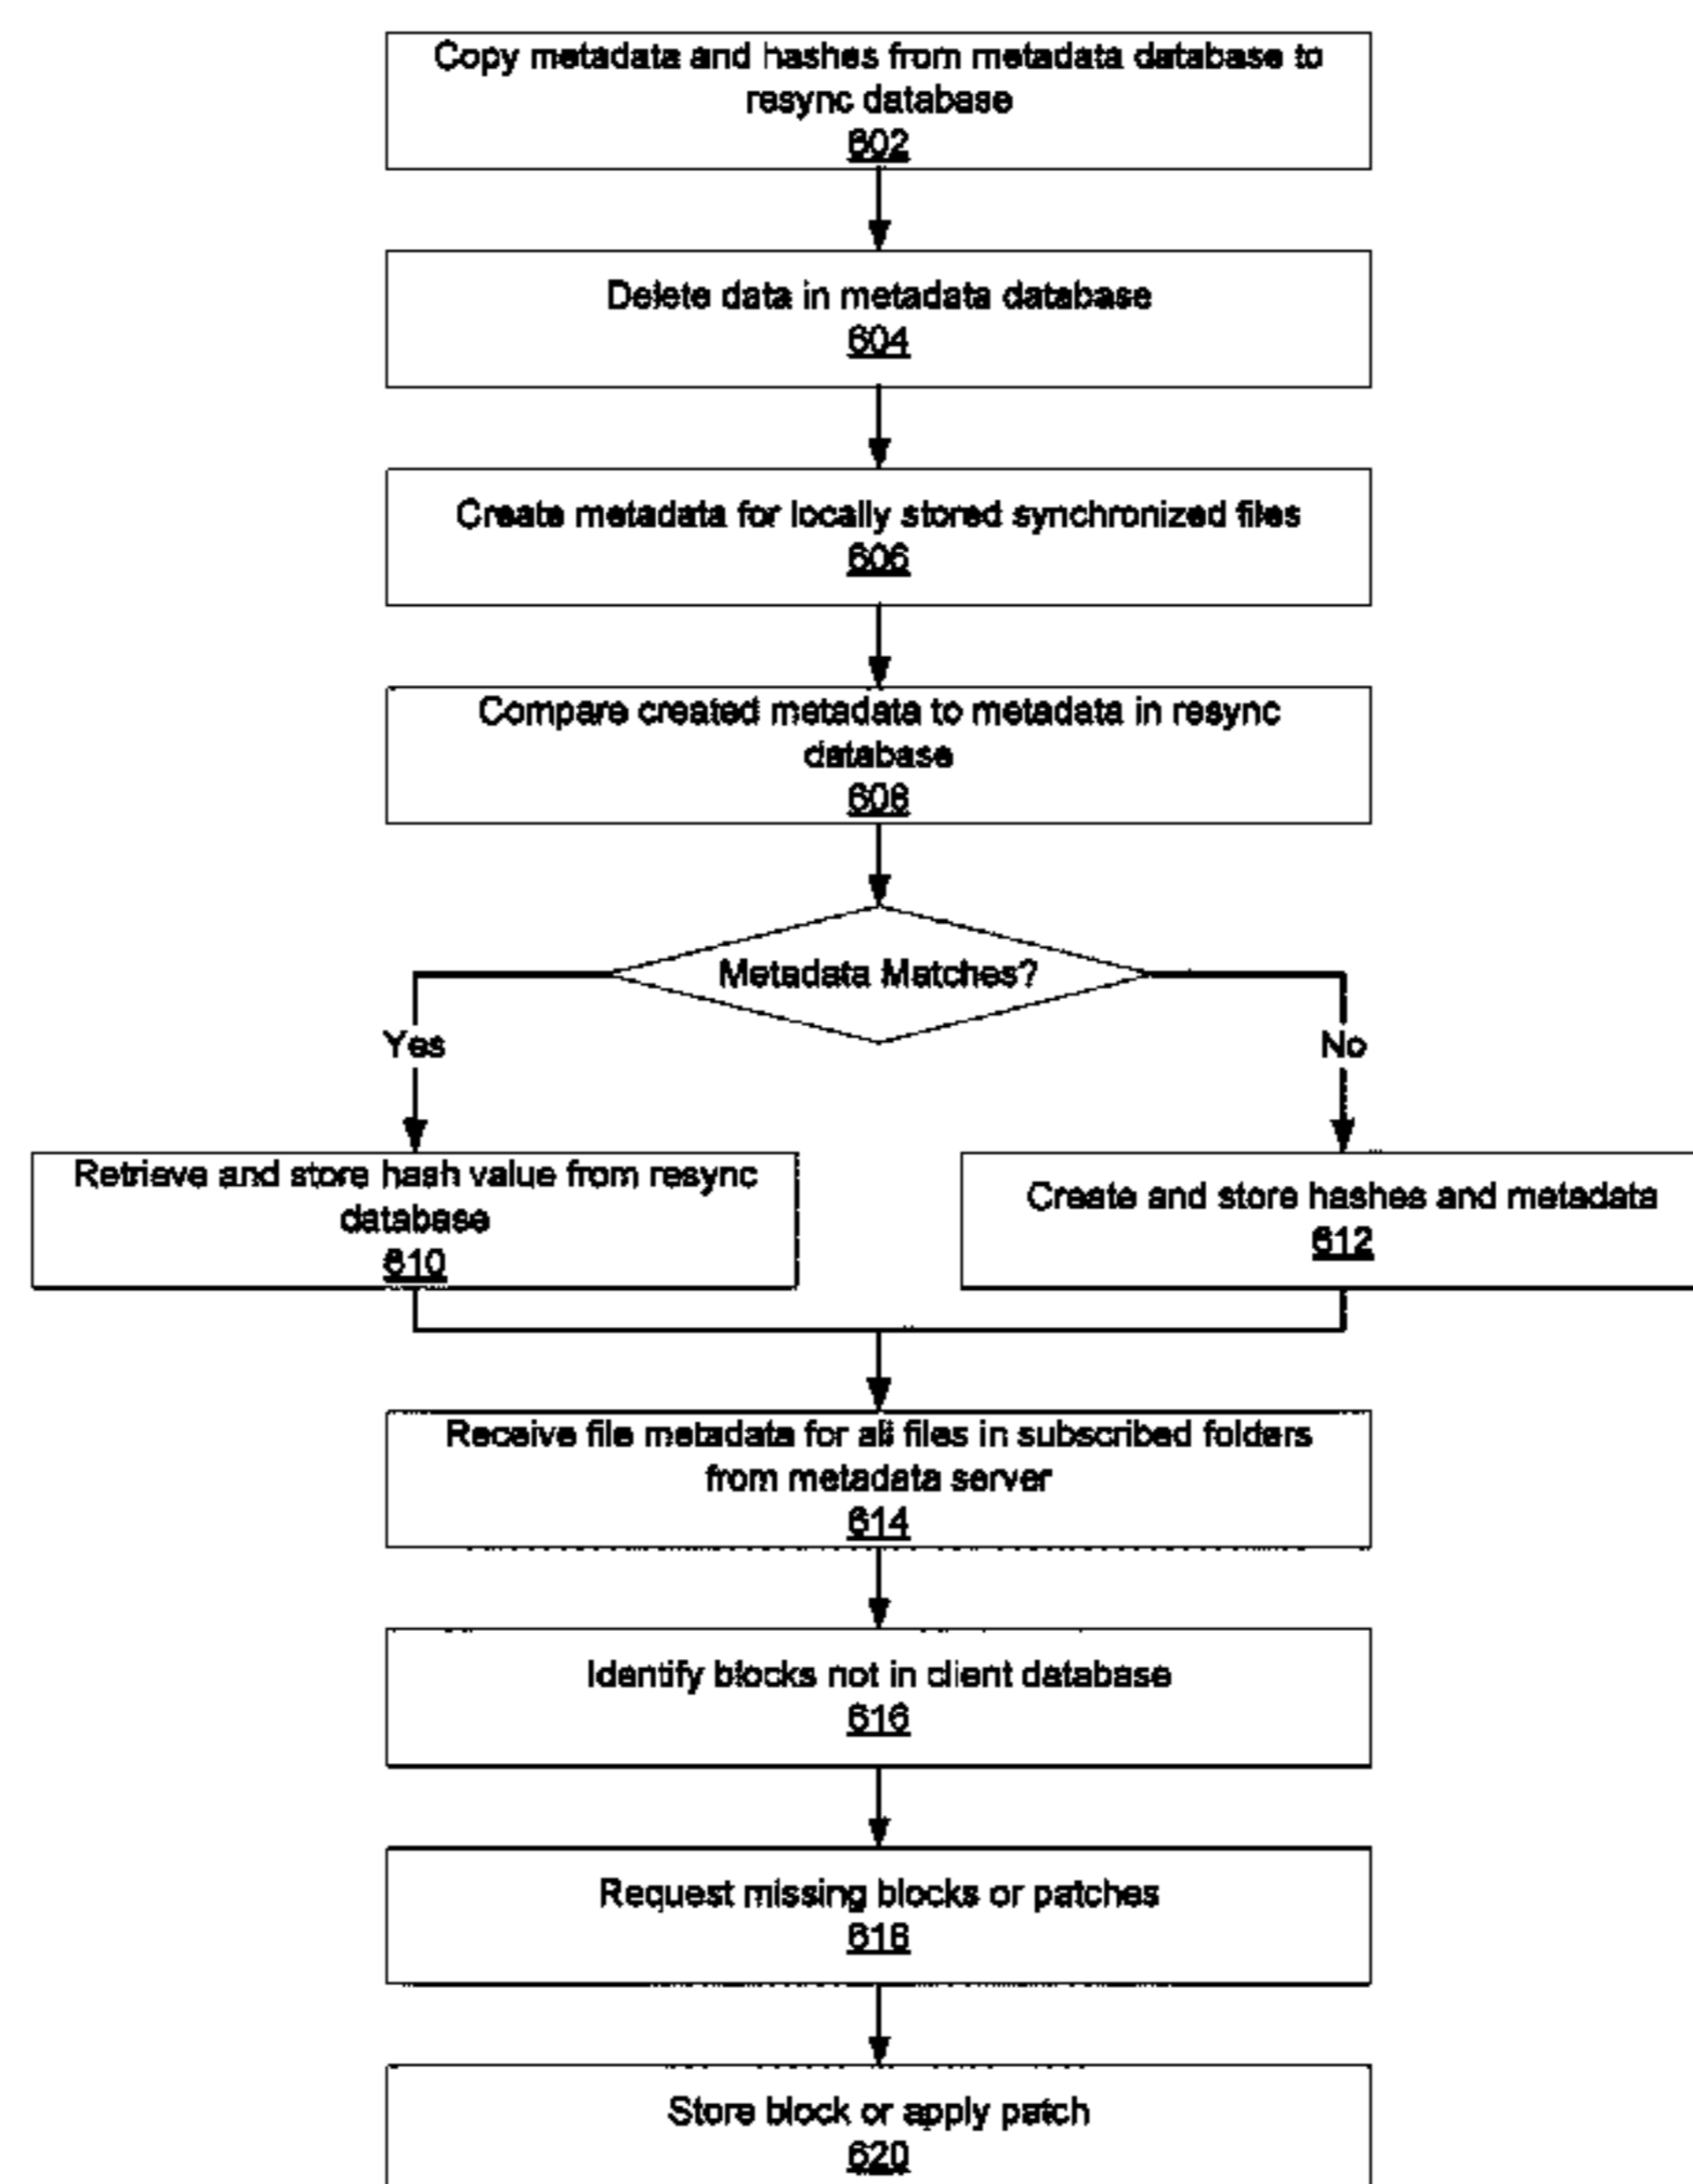 Copy metadata and hashes from metadata database to
resync database
602
Delete data in metadata database
604
Create metadata for locally stored synchronized files
606
Compare created metadata to metadata in resync
database
608
Metadata Matches?
Yes
No
Retrieve and store hash value from resync
database
610
Create and store hashes and metadata
612
Receive file metadata for all files in subscribed folders
from metadata server
614
Identify blocks not in client database
616
Request missing blocks or patches
618
Store block or apply patch
620